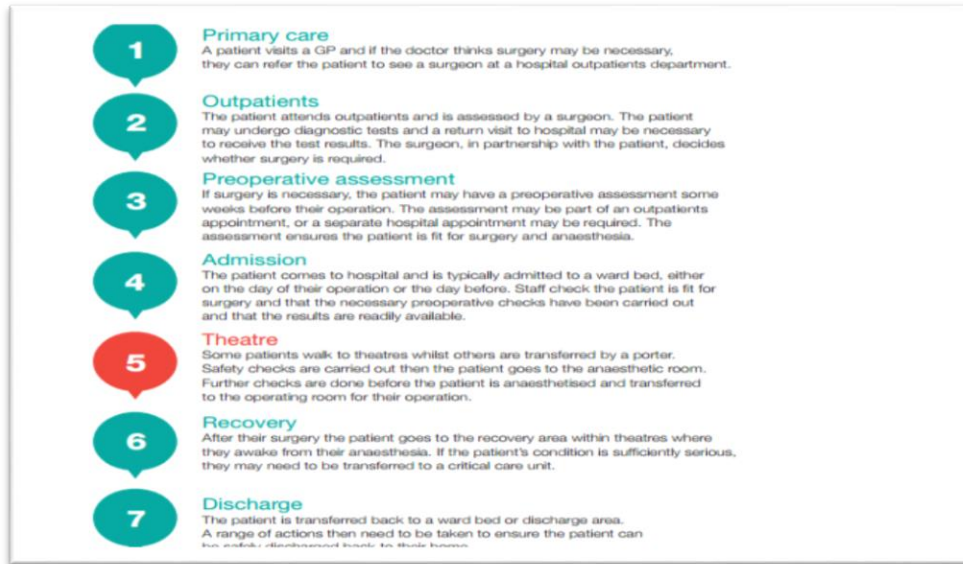 1
Primary care
A patient visits a GP and if the doctor thinks surgery may be necessary,
they can refer the patient to see a surgeon at a hospital outpatients department.
2
Outpatients
The patient attends outpatients and is assessed by a surgeon. The patient
may undergo diagnostic tests and a return visit to hospital may be necessary
to receive the test results. The surgeon, in partnership with the patient, decides
whether surgery is required.
3
Preoperative assessment
If surgery is necessary, the patient may have a preoperative assessment some
weeks before their operation. The assessment may be part of an outpatients
appointment, or a separate hospital appointment may be required. The
assessment ensures the patient is fit for surgery and anaesthesia.
4
Admission
The patient comes to hospital and is typically admitted to a ward bed, either
on the day of their operation or the day before. Staff check the patient is fit for
surgery and that the necessary preoperative checks have been carried out
and that the results are readily available.
5
Theatre
Some patients walk to theatres whilst others are transferred by a porter.
Safety checks are carried out then the patient goes to the anaesthetic room.
Further checks are done before the patient is anaesthetised and transferred
to the operating room for their operation.
6
Recovery
After their surgery the patient goes to the recovery area within theatres where
they awake from their anaesthesia. If the patient's condition is sufficiently serious,
they may need to be transferred to a critical care unit.
7
Discharge
The patient is transferred back to a ward bed or discharge area.
A range of actions then need to be taken to ensure the patient can
be safely discharged back to their home